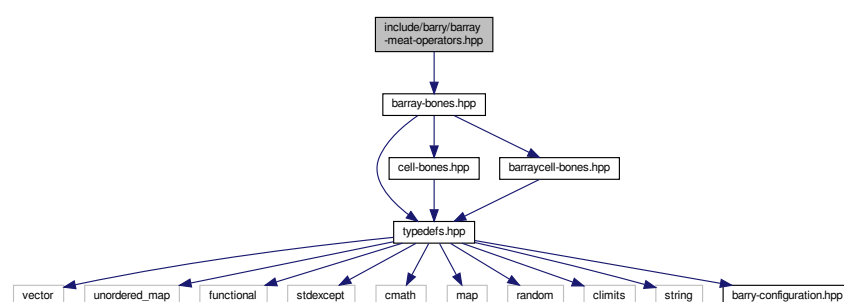 include/barry/barray
-meat-operators.hpp
barray-bones.hpp
cell-bones.hpp
barraycell-bones.hpp
typedefs.hpp
vector
unordered_map
functional
stdexcept
cmath
map
random
climits
string
barry-configuration.hpp